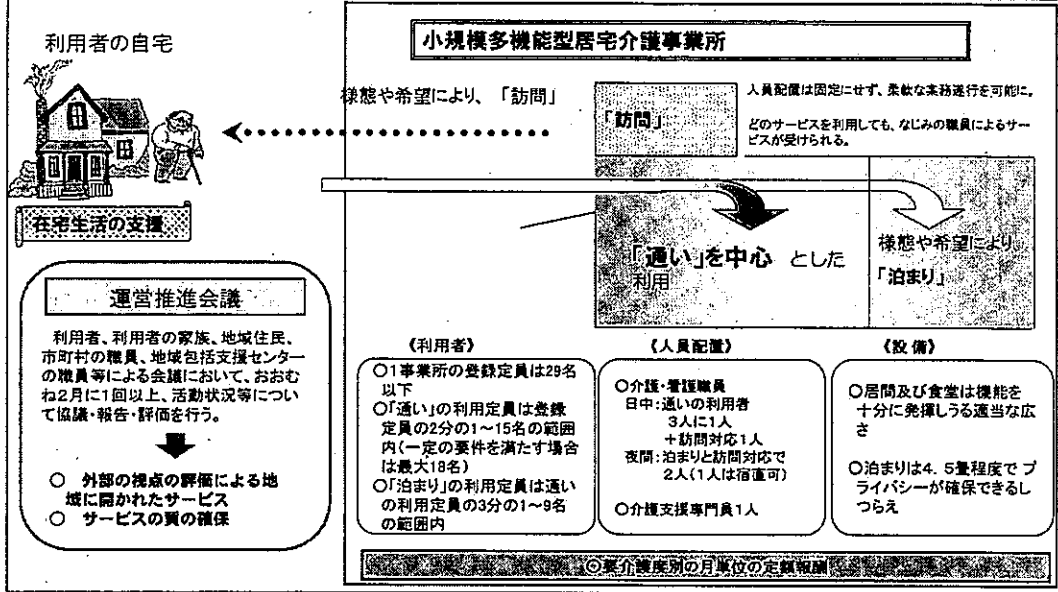 利用者の自宅
在宅生活の支援
運営推進会議
利用者、利用者の家族、地域住民、
市町村の職員、地域包括支援センター
の職員等による会議において、おおむ
ね2月に1回以上、活動状況等につい
て協議・報告・評価を行う。
○ 外部の視点の評価による地
域に開かれたサービス
○ サービスの質の確保
小規模多機能型居宅介護事業所
様態や希望により、「訪問」
「訪問」
人員配置は固定にせず、柔軟な業務遂行を可能に。
どのサービスを利用しても、なじみの職員によるサー
ビスが受けられる。
「通い」を中心 とした
利用
様態や希望により
「泊まり」
《利用者》
○1事業所の登録定員は29名
以下
○「通い」の利用定員は登録
定員の2分の1～15名の範囲
内(一定の要件を満たす場合
は最大18名)
○「泊まり」の利用定員は通い
の利用定員の3分の1～9名
の範囲内
《人員配置》
○介護・看護職員
日中:通いの利用者
3人に1人
+訪問対応1人
夜間:泊まりと訪問対応で
2人(1人は宿直可)
○介護支援専門員1人
《設備》
○居間及び食堂は機能を
十分に発揮しうる適当な広
さ
○泊まりは4．5畳程度でプ
ライバシーが確保できるし
つらえ
◎要介護度別の月単位の定額報酬